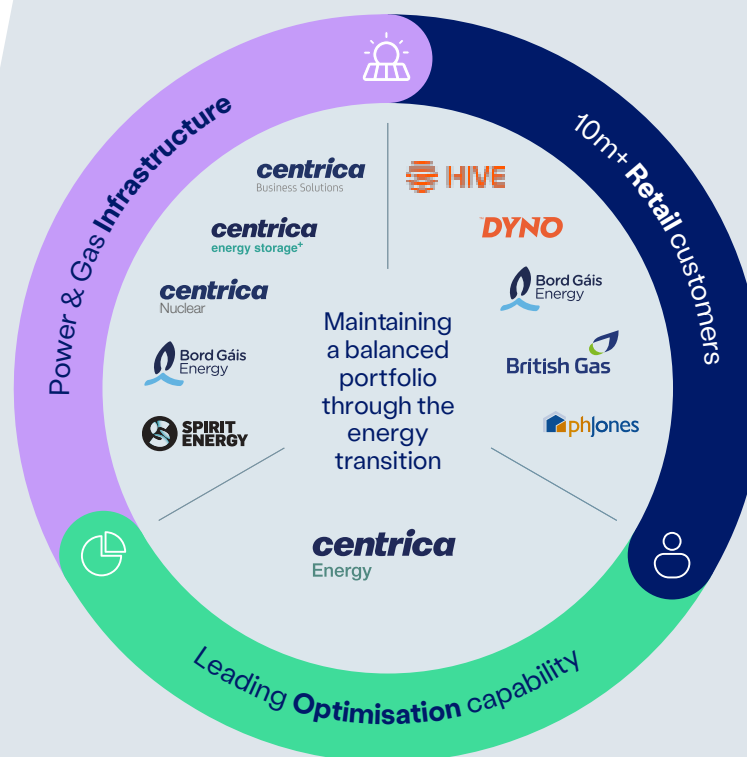 Power & Gas Infrastructure
10m+ Retail customers
centrica
Business Solutions
centrica
energy storage+
centrica
Nuclear
Bord Gáis
Energy
SPIRIT
ENERGY
HIVE
DYNO
Bord Gáis
Energy
British Gas
phJones
Maintaining
a balanced
portfolio
through the
energy
transition
centrica
Energy
Leading Optimisation capability